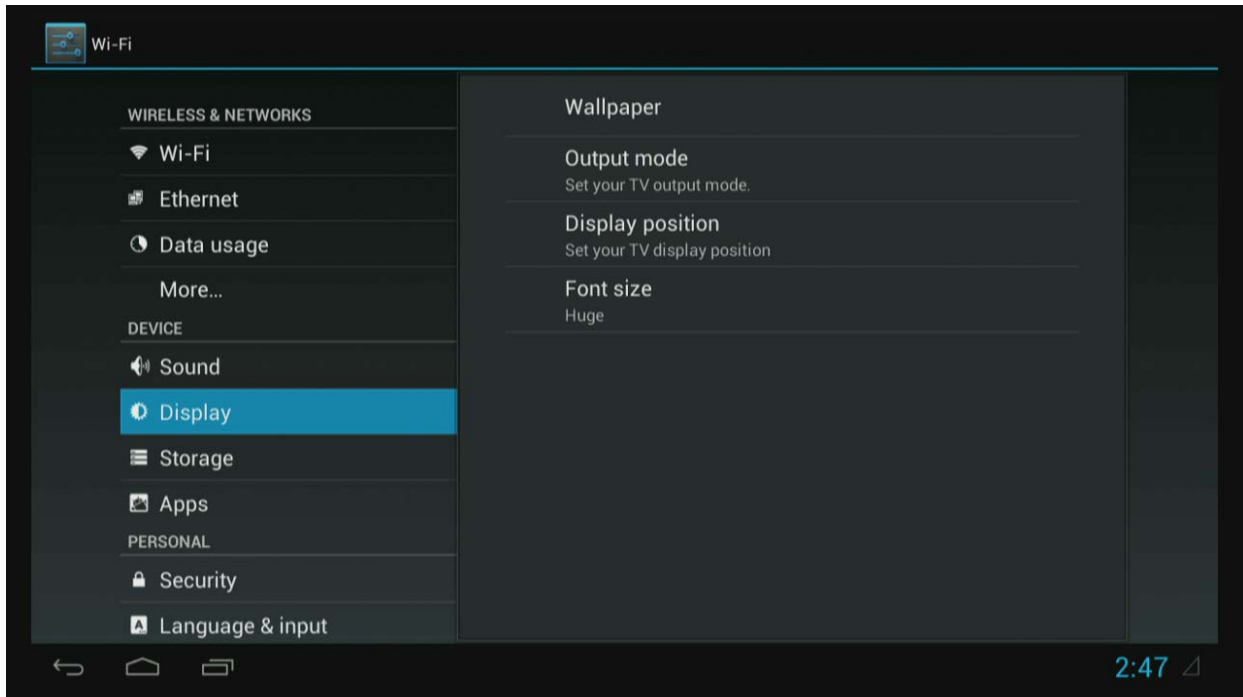 Wi-Fi
WIRELESS & NETWORKS
Wi-Fi
Ethernet
Data usage
More...
DEVICE
Sound
Display
Storage
Apps
PERSONAL
Security
Language & input
Wallpaper
Output mode
Set your TV output mode.
Display position
Set your TV display position
Font size
Huge
2:47